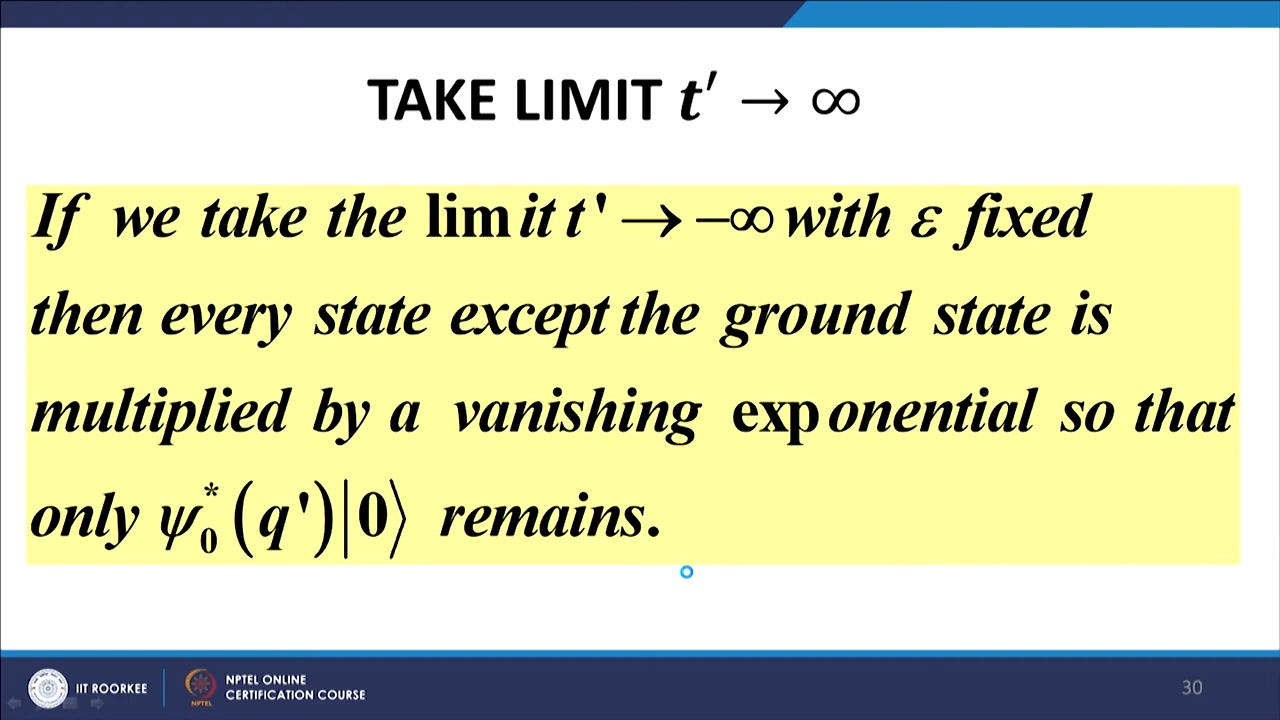 TAKE LIMIT t′ → ∞
If we take the limit t' → −∞ with ε fixed
then every state except the ground state is
multiplied by a vanishing exponential so that
only ψ₀*(q')|0⟩ remains.
IIT ROORKEE
NPTEL ONLINE
CERTIFICATION COURSE
NPTEL
30